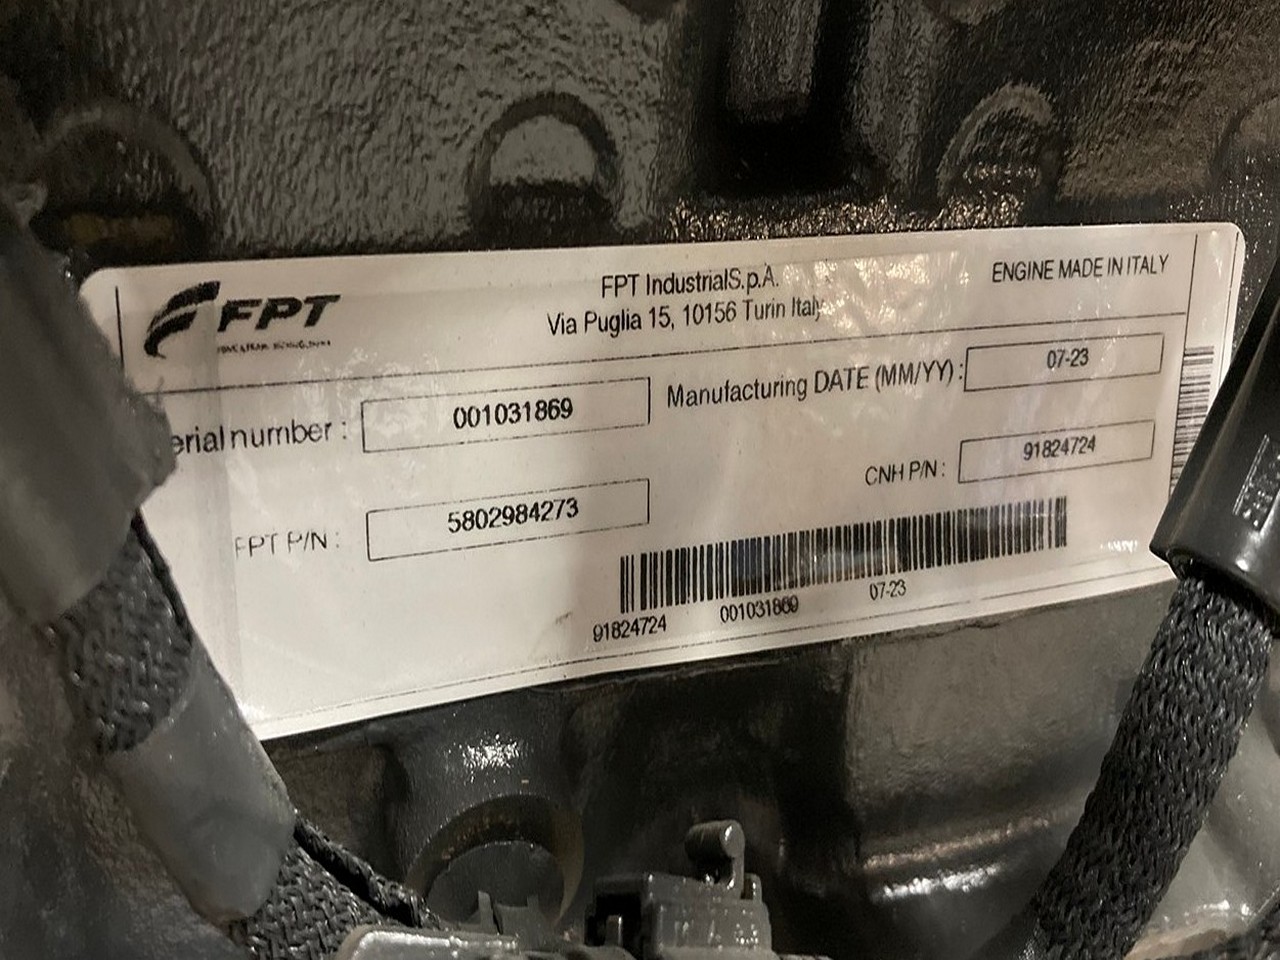 FPT
FPT IndustrialS.p.A.
Via Puglia 15, 10156 Turin Italy
ENGINE MADE IN ITALY
erial number : 001031869
Manufacturing DATE (MM/YY) : 07-23
FPT P/N : 5802984273
CNH P/N : 91824724
91824724 001031869 07-23